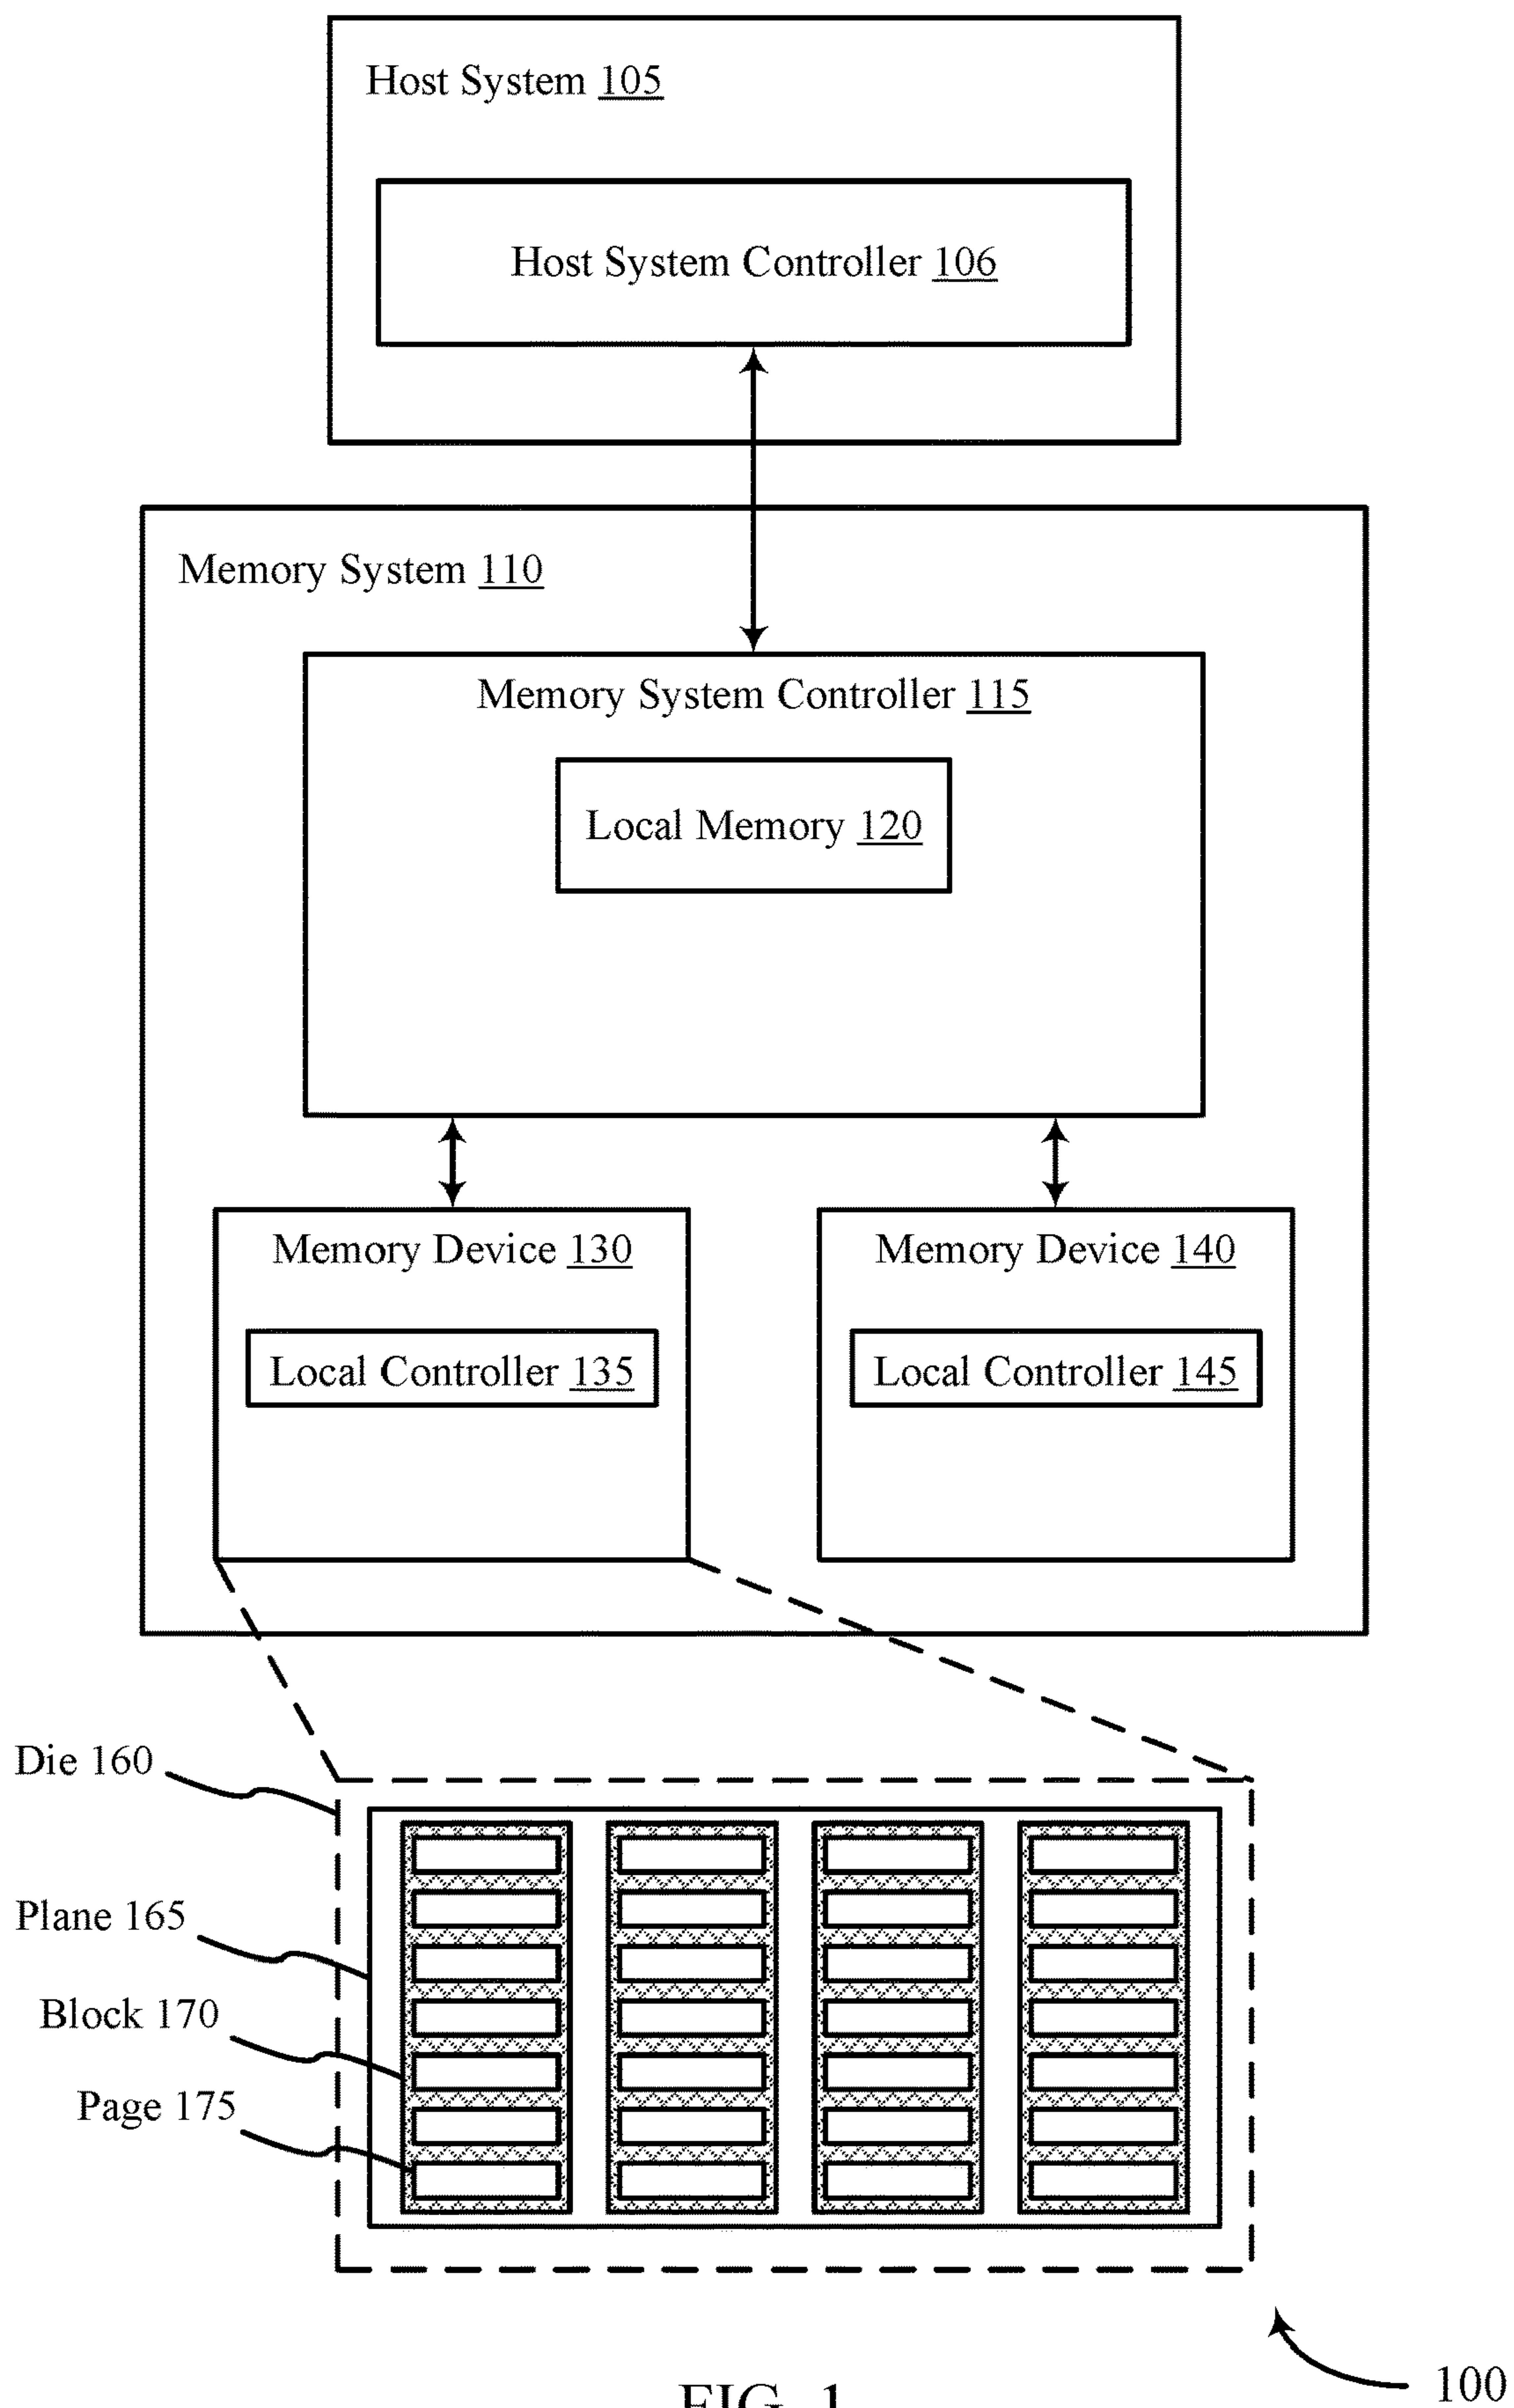 Host System 105
Host System Controller 106
Memory System 110
Memory System Controller 115
Local Memory 120
Memory Device 130
Memory Device 140
Local Controller 135
Local Controller 145
Die 160
Plane 165
Block 170
Page 175
100
FIG. 1